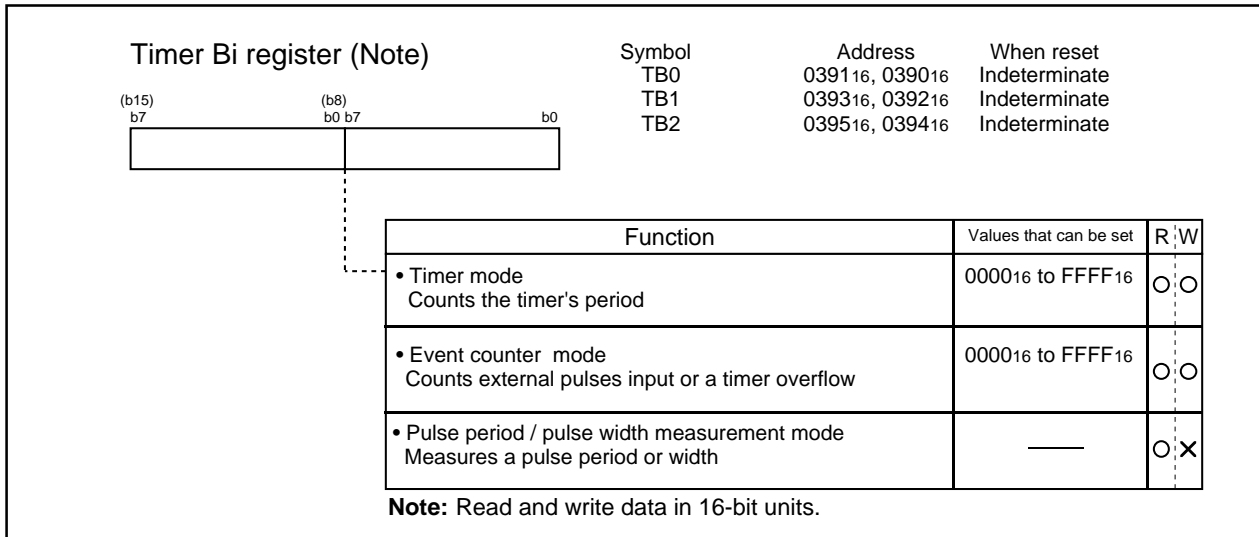 Timer Bi register (Note)
Symbol Address When reset
TB0 039116, 039016 Indeterminate
TB1 039316, 039216 Indeterminate
TB2 039516, 039416 Indeterminate
(b15) (b8)
b7 b0 b7 b0
Function Values that can be set R W
• Timer mode 000016 to FFFF16 O O
Counts the timer's period
• Event counter mode 000016 to FFFF16 O O
Counts external pulses input or a timer overflow
• Pulse period / pulse width measurement mode —— O X
Measures a pulse period or width
Note: Read and write data in 16-bit units.